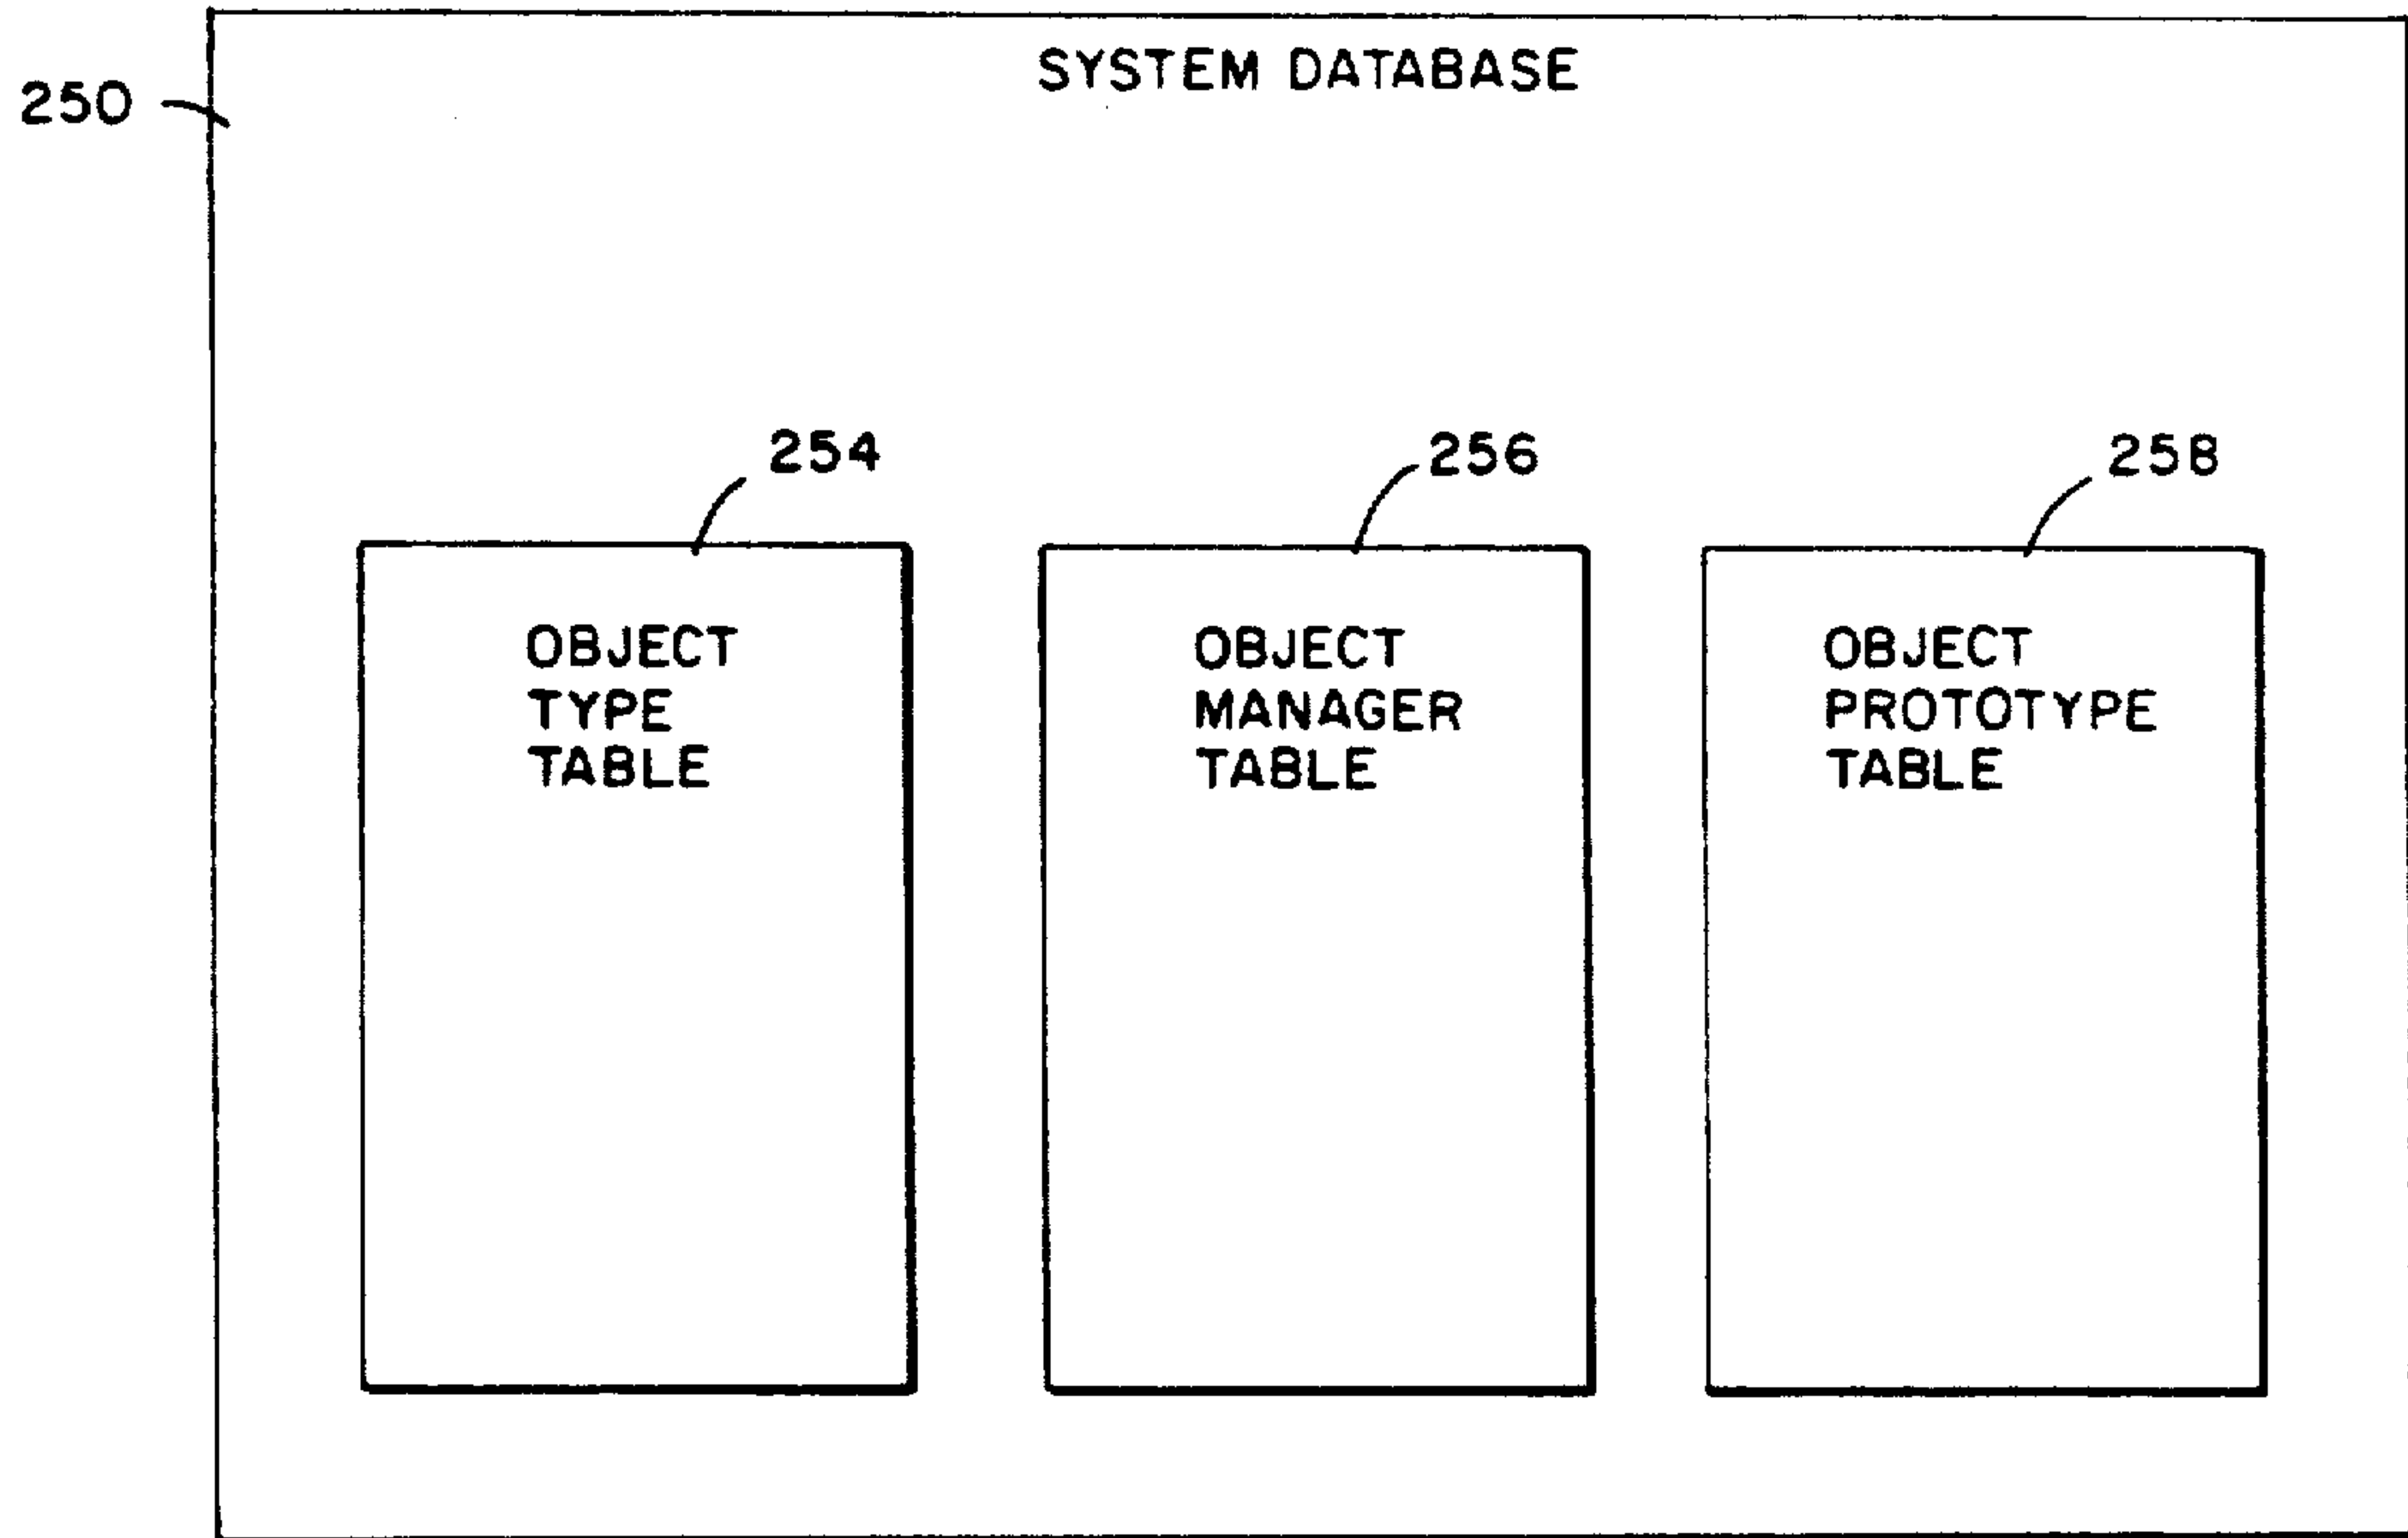 SYSTEM DATABASE
250
254
256
258
OBJECT
TYPE
TABLE
OBJECT
MANAGER
TABLE
OBJECT
PROTOTYPE
TABLE